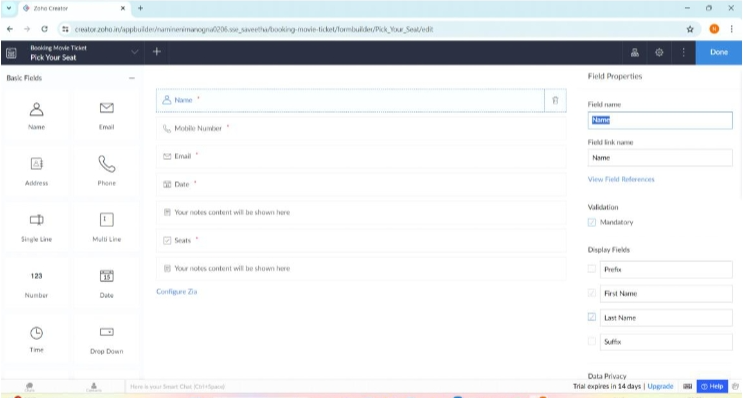 Zoho Creator
creator.zoho.in/appbuilder/naminenimanogna0206.sse_saveetha/booking-movie-ticket/formbuilder/Pick_Your_Seat/edit
Booking Movie Ticket
Pick Your Seat
Done
Basic Fields
Name
Email
Address
Phone
Single Line
Multi Line
123
Number
15
Date
Time
Drop Down
Name *
Mobile Number *
Email *
Date *
Your notes content will be shown here
Seats *
Your notes content will be shown here
Configure Zia
Field Properties
Field name
Name
Field link name
Name
View Field References
Validation
Mandatory
Display Fields
Prefix
First Name
Last Name
Suffix
Data Privacy
Here is your Smart Chat (Ctrl+Space)
Trial expires in 14 days | Upgrade
Help